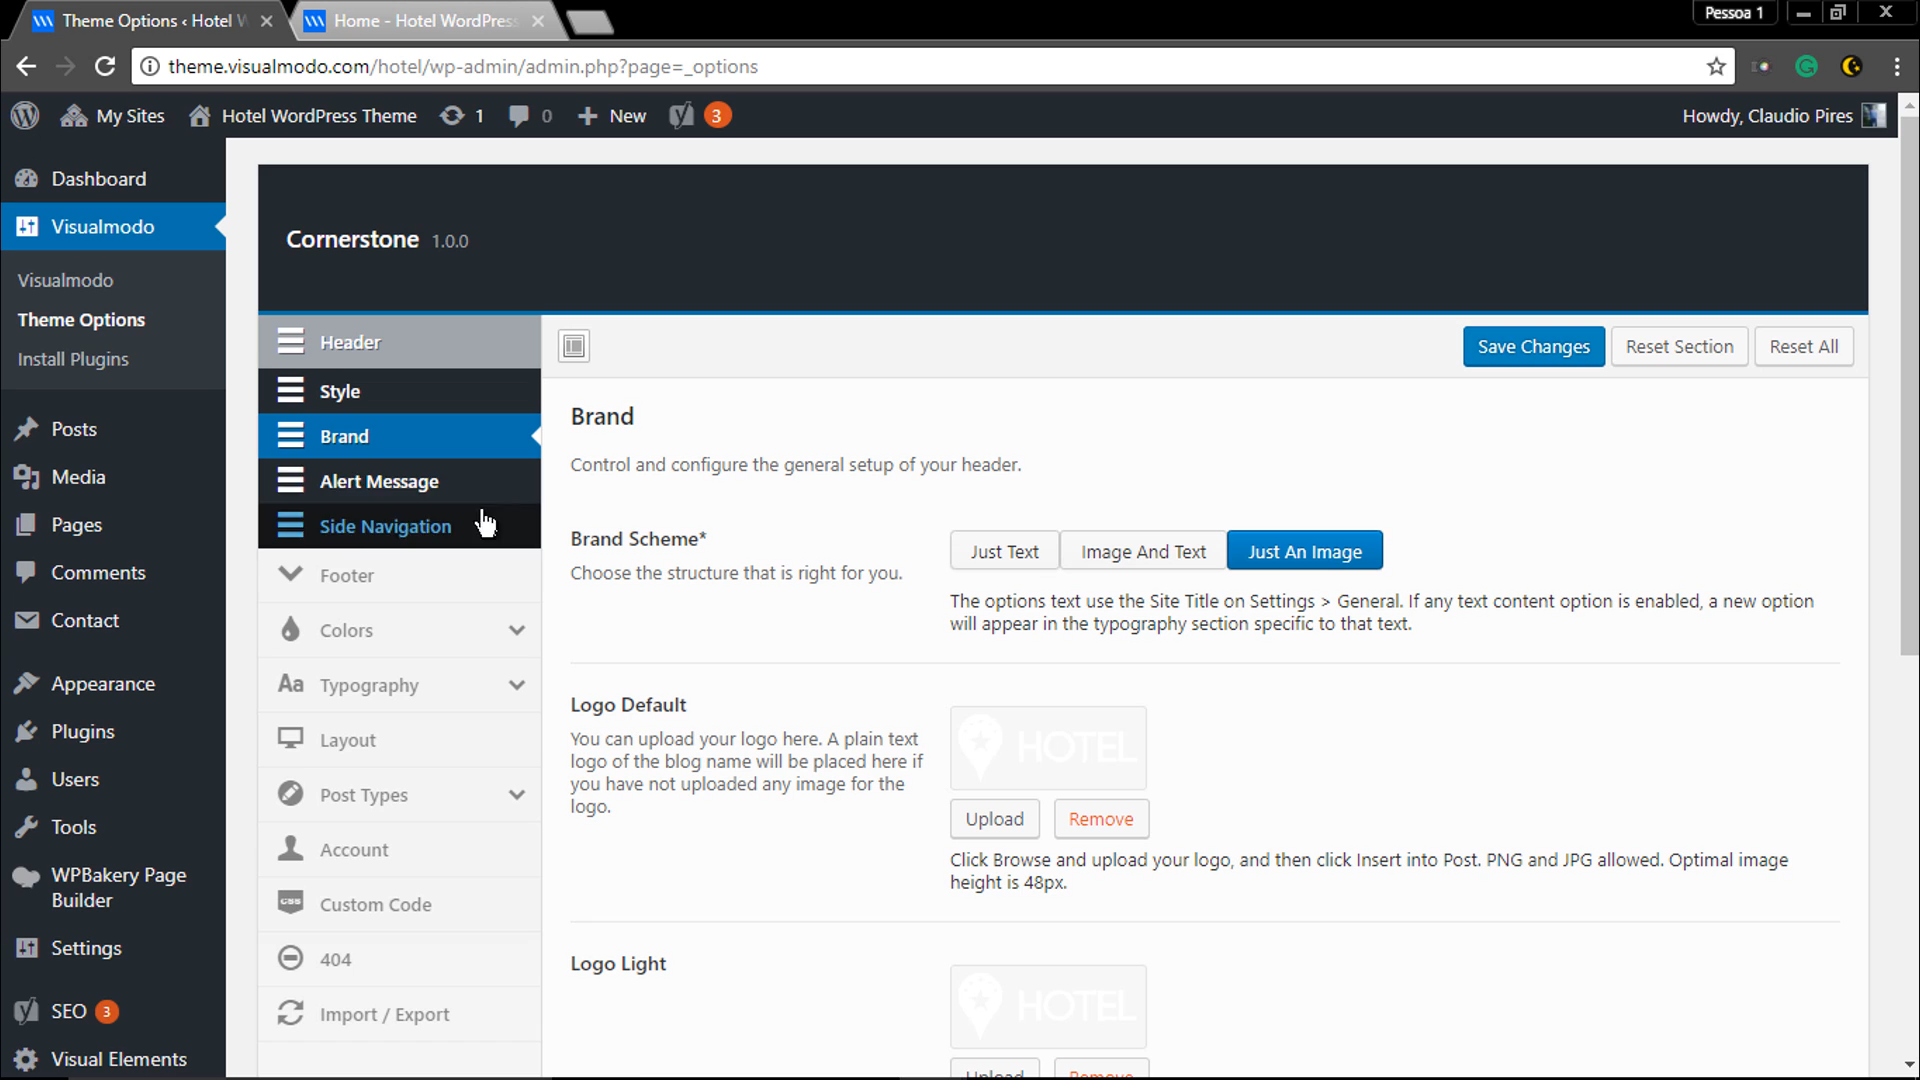 Theme Options ‹ Hotel W
Home - Hotel WordPress
Pessoa 1
theme.visualmodo.com/hotel/wp-admin/admin.php?page=_options
My Sites
Hotel WordPress Theme
1
0
New
3
Howdy, Claudio Pires
Dashboard
Visualmodo
Visualmodo
Theme Options
Install Plugins
Posts
Media
Pages
Comments
Contact
Appearance
Plugins
Users
Tools
WPBakery Page
Builder
Settings
SEO 3
Visual Elements
Cornerstone 1.0.0
Header
Style
Brand
Alert Message
Side Navigation
Footer
Colors
Aa Typography
Layout
Post Types
Account
CSS Custom Code
404
Import / Export
Save Changes
Reset Section
Reset All
Brand
Control and configure the general setup of your header.
Brand Scheme*
Choose the structure that is right for you.
Just Text
Image And Text
Just An Image
The options text use the Site Title on Settings > General. If any text content option is enabled, a new option
will appear in the typography section specific to that text.
Logo Default
You can upload your logo here. A plain text
logo of the blog name will be placed here if
you have not uploaded any image for the
logo.
HOTEL
Upload
Remove
Click Browse and upload your logo, and then click Insert into Post. PNG and JPG allowed. Optimal image
height is 48px.
Logo Light
HOTEL
Upload
Remove